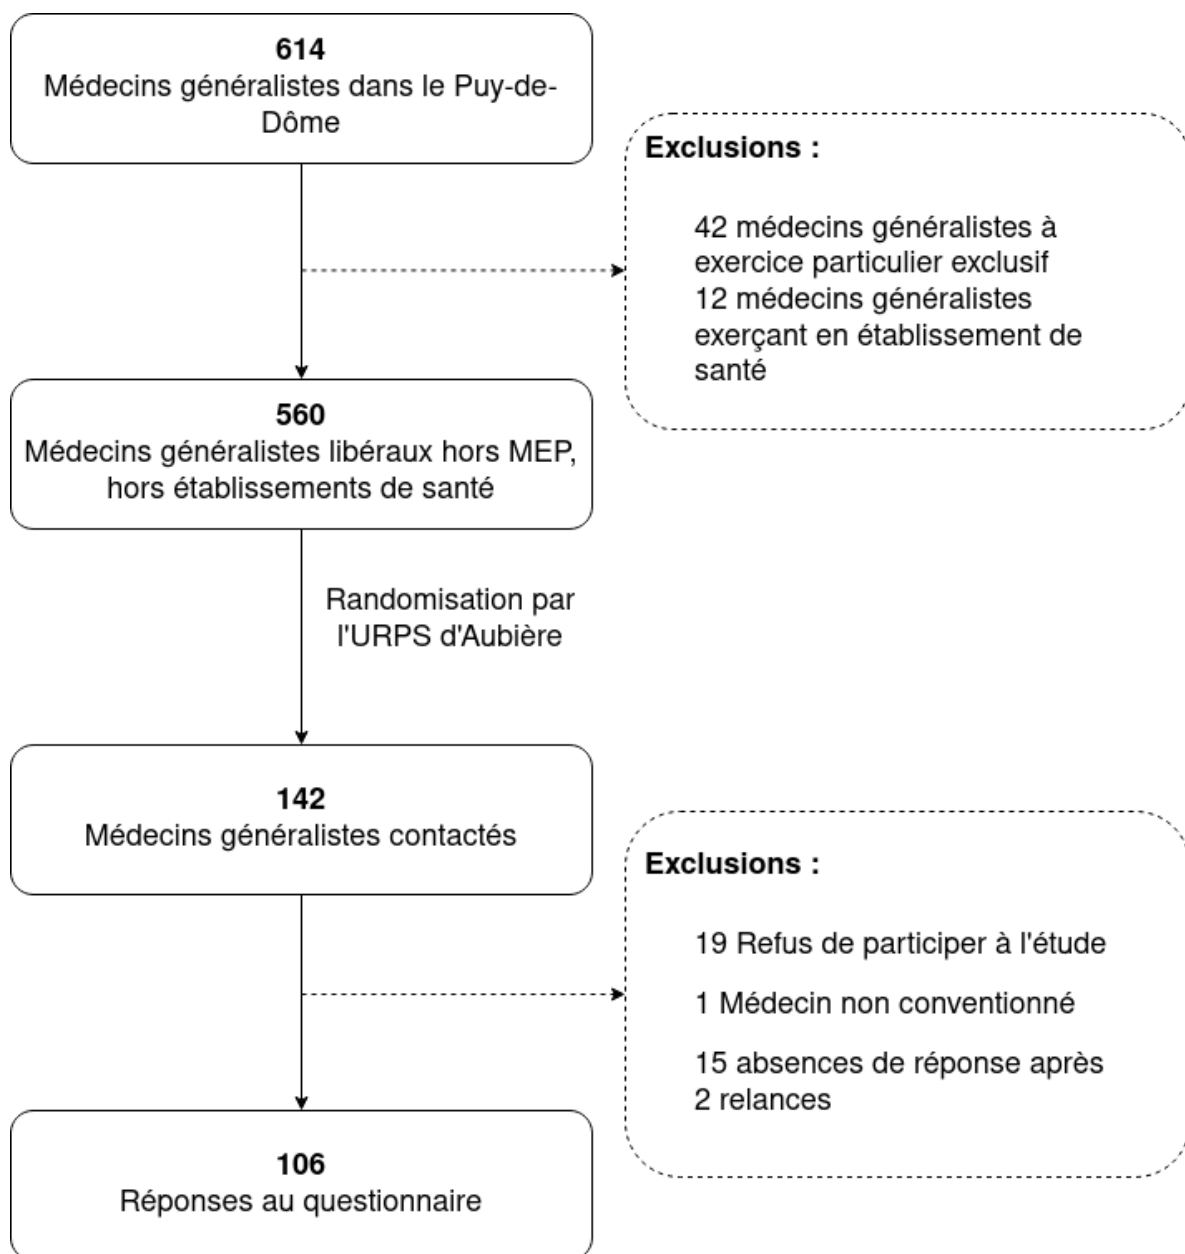 614
Médecins généralistes dans le Puy-de-
Dôme
Exclusions :
42 médecins généralistes à
exercice particulier exclusif
12 médecins généralistes
exerçant en établissement de
santé
560
Médecins généralistes libéraux hors MEP,
hors établissements de santé
Randomisation par
l'URPS d'Aubière
142
Médecins généralistes contactés
Exclusions :
19 Refus de participer à l'étude
1 Médecin non conventionné
15 absences de réponse après
2 relances
106
Réponses au questionnaire